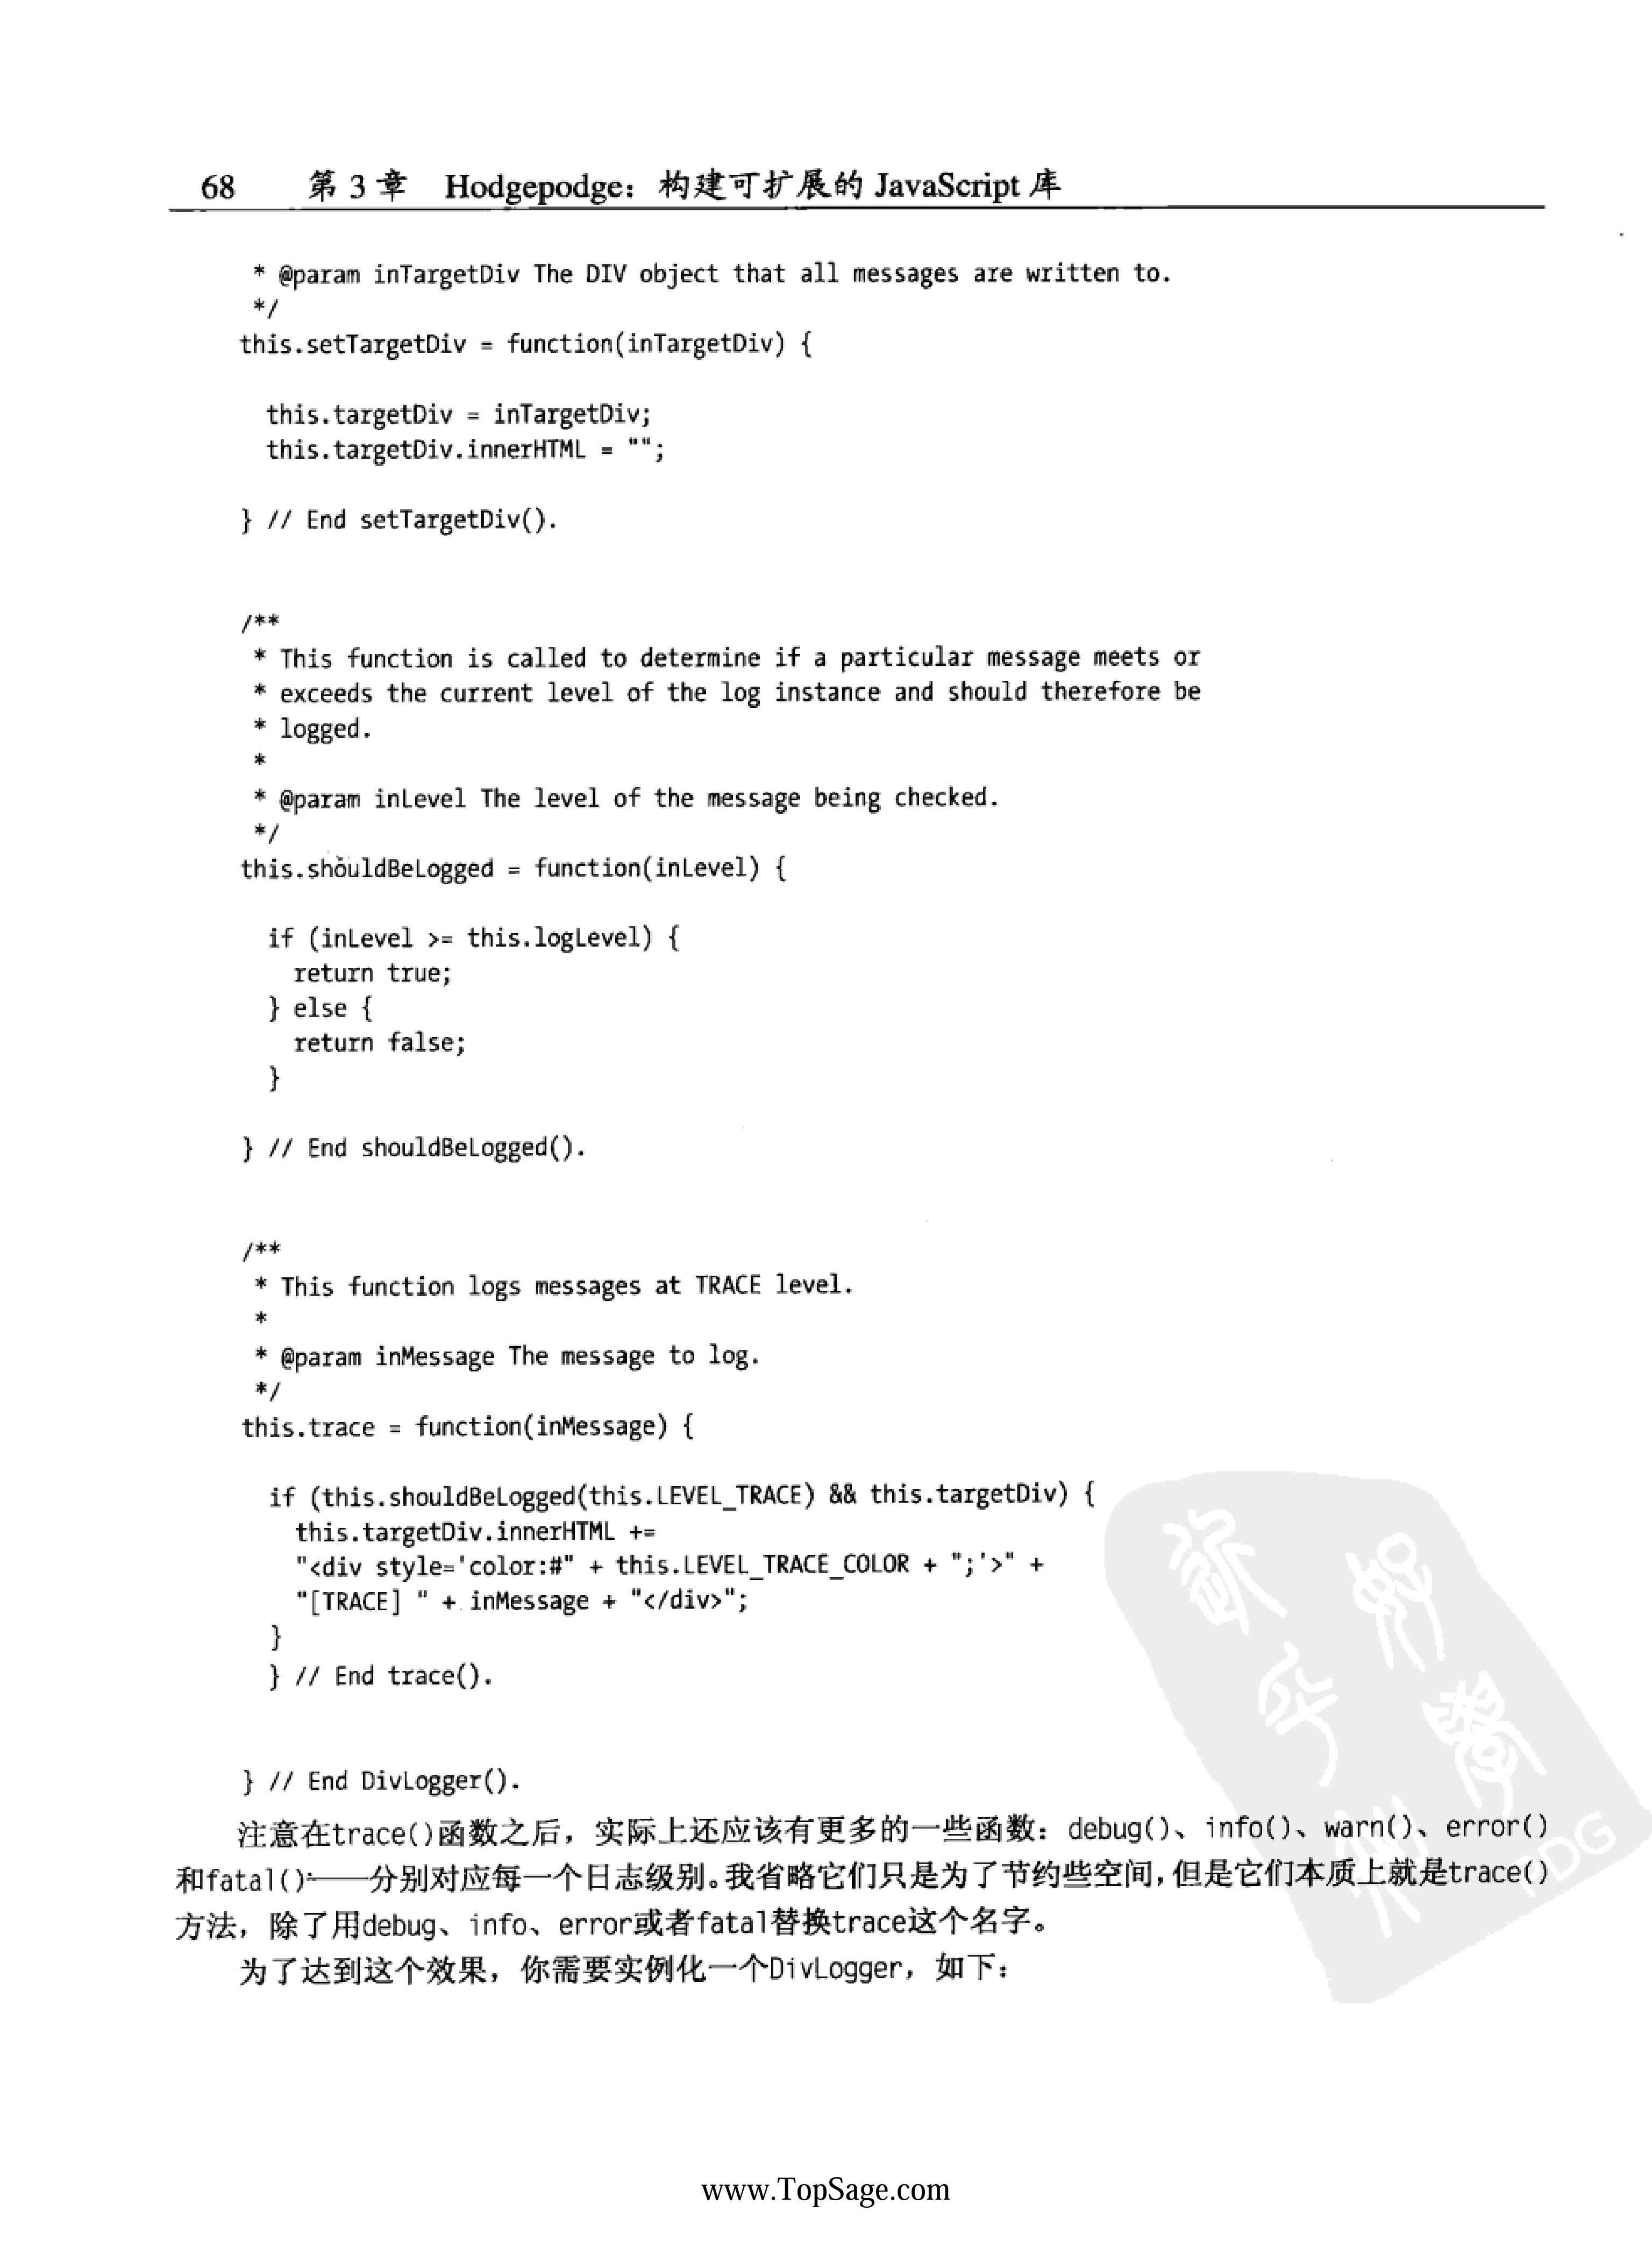 68 第 3 章 Hodgepodge：构建可扩展的 JavaScript 库
* @param inTargetDiv The DIV object that all messages are written to.
*/
this.setTargetDiv = function(inTargetDiv) {
this.targetDiv = inTargetDiv;
this.targetDiv.innerHTML = "";
} // End setTargetDiv().
/**
* This function is called to determine if a particular message meets or
* exceeds the current level of the log instance and should therefore be
* logged.
*
* @param inLevel The level of the message being checked.
*/
this.shouldBeLogged = function(inLevel) {
if (inLevel >= this.logLevel) {
return true;
} else {
return false;
}
} // End shouldBeLogged().
/**
* This function logs messages at TRACE level.
*
* @param inMessage The message to log.
*/
this.trace = function(inMessage) {
if (this.shouldBeLogged(this.LEVEL_TRACE) && this.targetDiv) {
this.targetDiv.innerHTML +=
"<div style='color:#" + this.LEVEL_TRACE_COLOR + ";'>" +
"[TRACE] " + inMessage + "</div>";
}
} // End trace().
} // End DivLogger().
注意在trace()函数之后，实际上还应该有更多的一些函数：debug()、info()、warn()、error()
和fatal()——分别对应每一个日志级别。我省略它们只是为了节约些空间，但是它们本质上就是trace()
方法，除了用debug、info、error或者fatal替换trace这个名字。
为了达到这个效果，你需要实例化一个DivLogger，如下：
PDG
www.TopSage.com